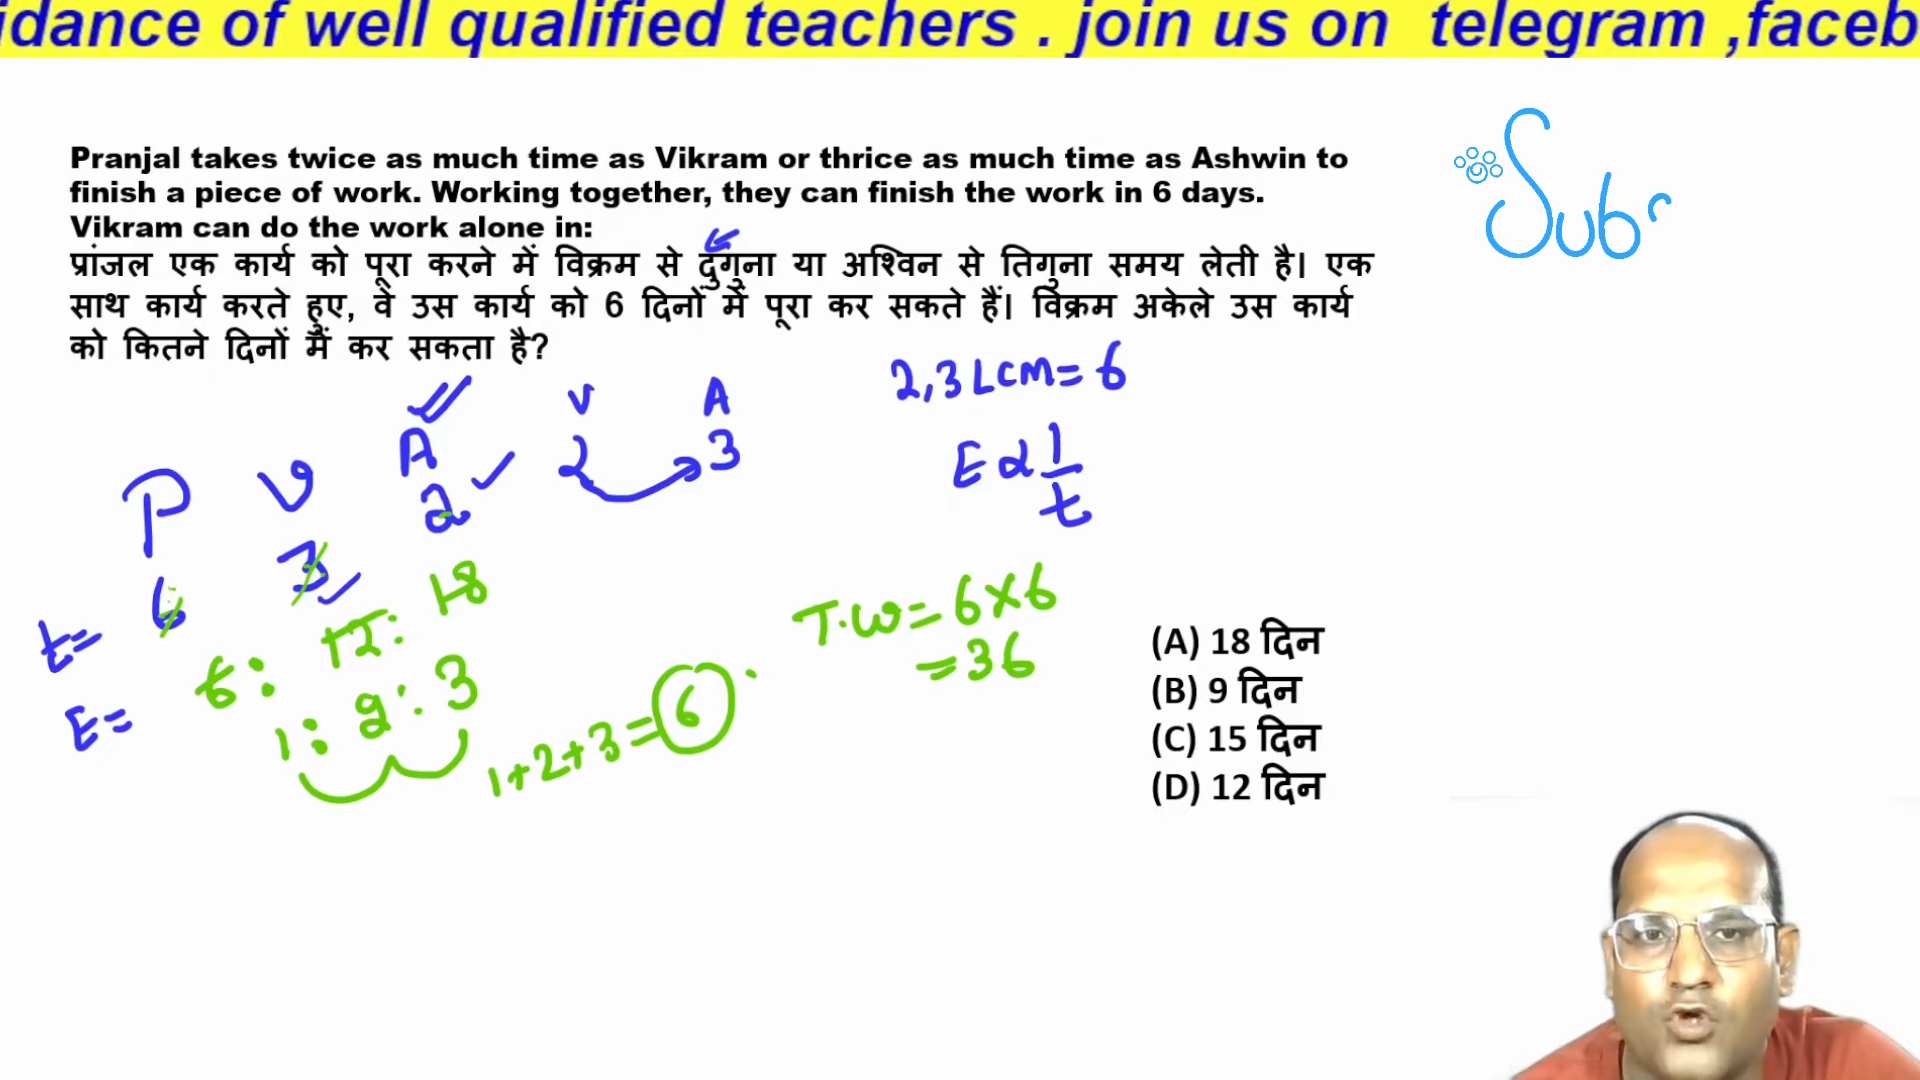 idance of well qualified teachers . join us on telegram ,faceb
Pranjal takes twice as much time as Vikram or thrice as much time as Ashwin to
finish a piece of work. Working together, they can finish the work in 6 days.
Vikram can do the work alone in:
प्रांजल एक कार्य को पूरा करने में विक्रम से दुगुना या अश्विन से तिगुना समय लेती है। एक
साथ कार्य करते हुए, वे उस कार्य को 6 दिनों में पूरा कर सकते हैं। विक्रम अकेले उस कार्य
को कितने दिनों मैं कर सकता है?
Sub
2,3 LCM = 6
V A
2 3
E α 1/t
P V A
t= 6 3 2
6 : 12 : 18
E= 1 : 2 : 3
1+2+3 = 6
T.W = 6×6
= 36
(A) 18 दिन
(B) 9 दिन
(C) 15 दिन
(D) 12 दिन